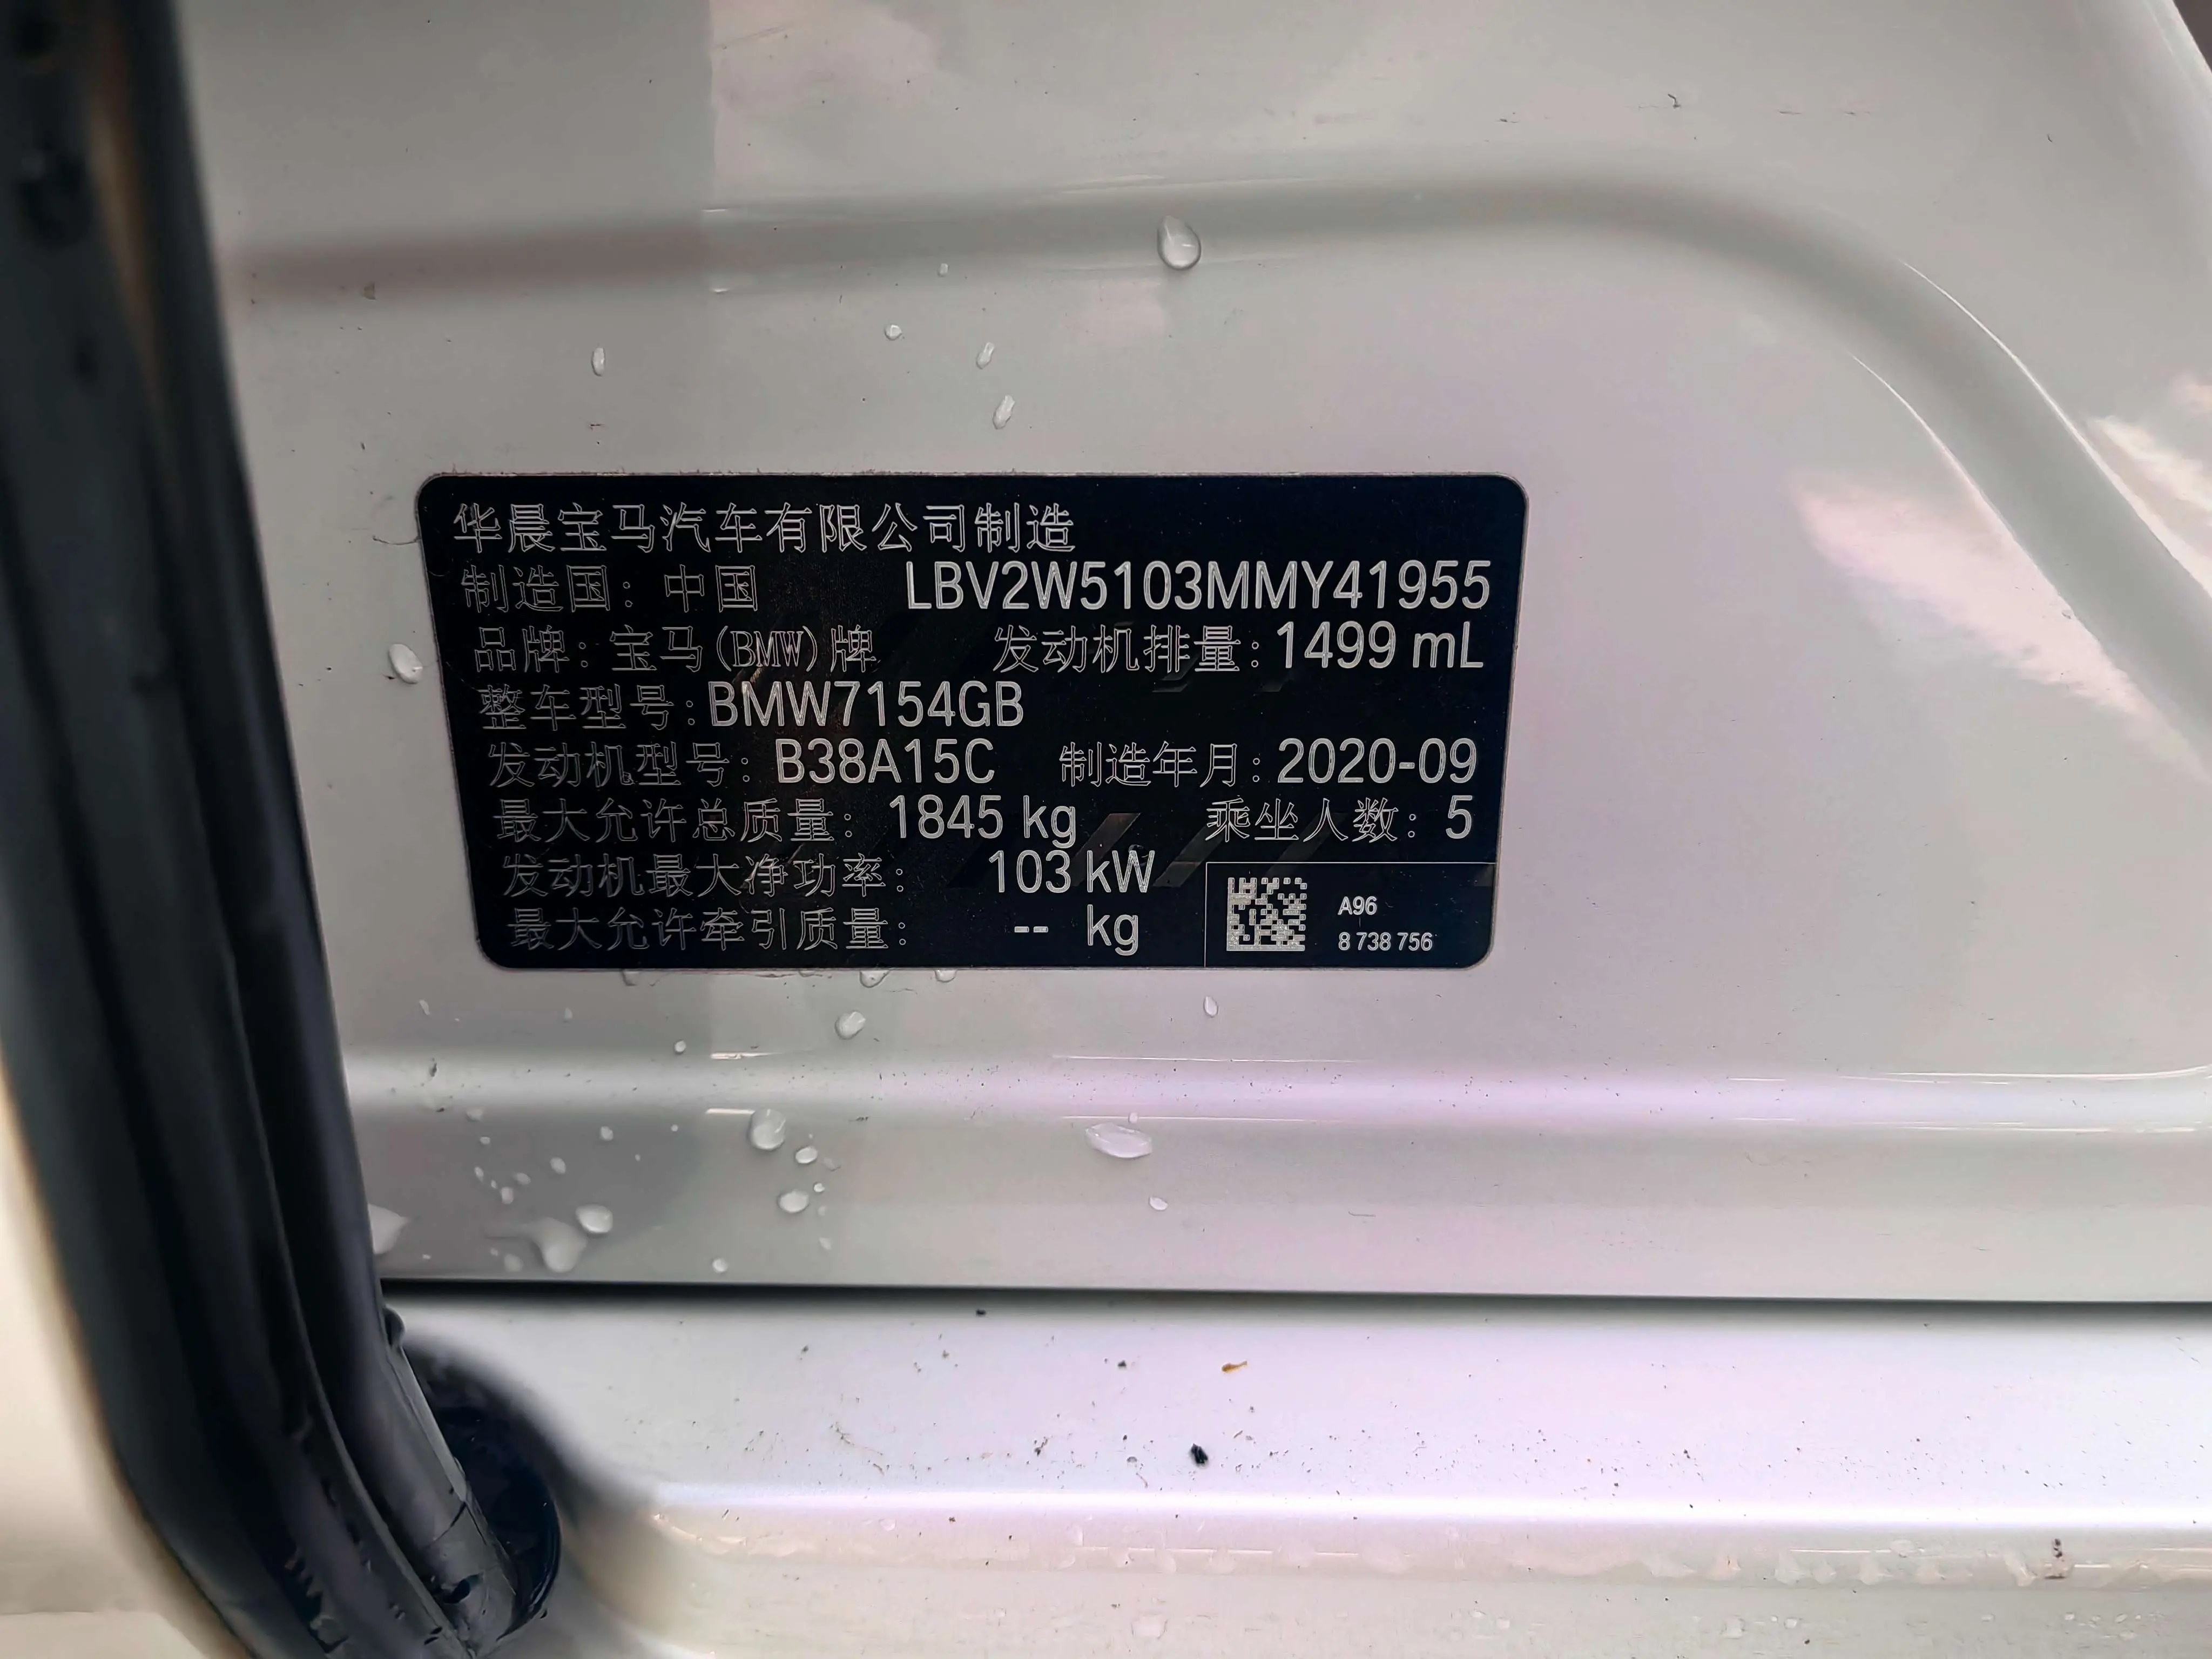 华晨宝马汽车有限公司制造
制造国：中国 LBV2W5103MMY41955
品牌：宝马(BMW)牌 发动机排量：1499 mL
整车型号：BMW7154GB
发动机型号：B38A15C 制造年月：2020-09
最大允许总质量：1845 kg 乘坐人数：5
发动机最大净功率：103 kW
最大允许牵引质量：-- kg
A96
8 738 756